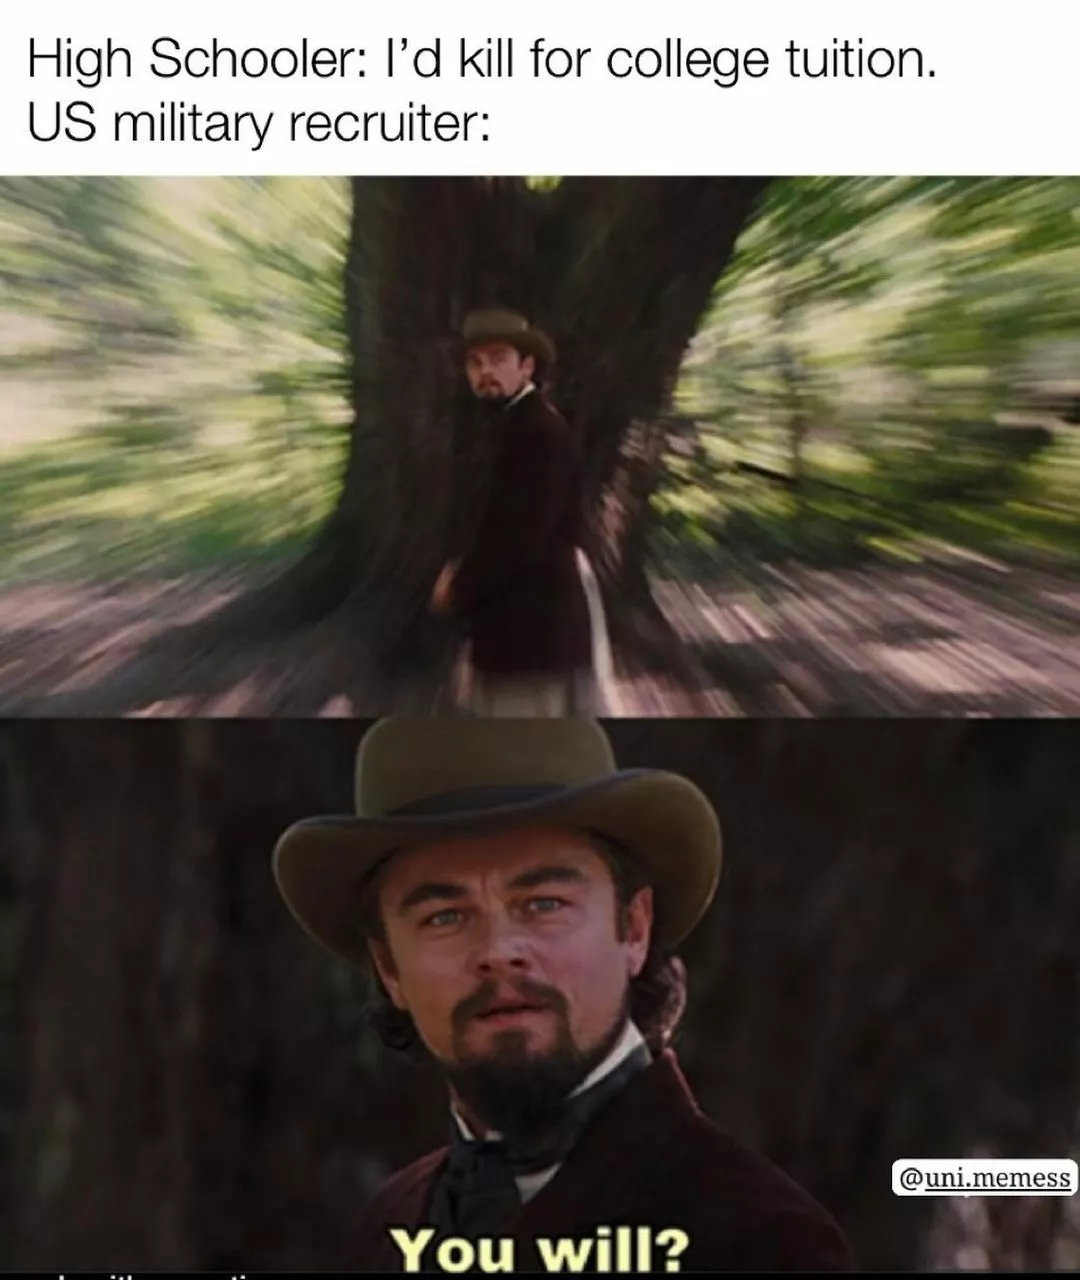 High Schooler: I’d kill for college tuition.
US military recruiter:
@uni.memess
You will?